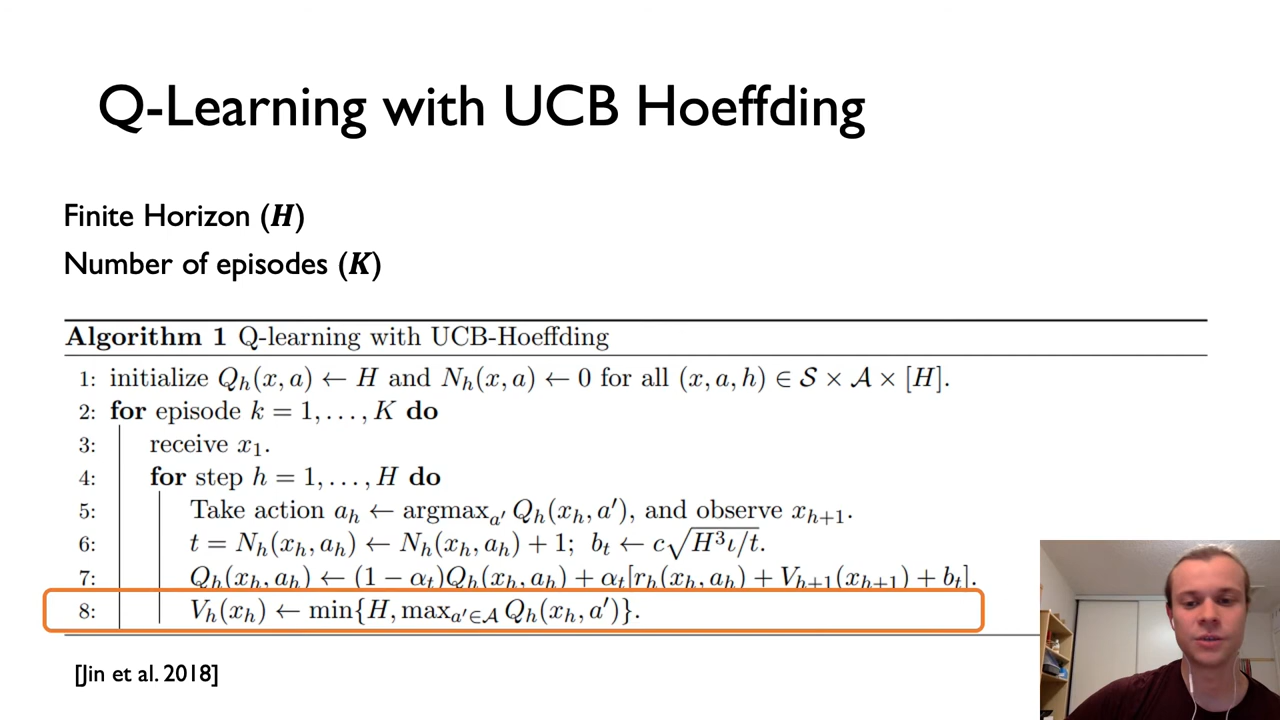 Q-Learning with UCB Hoeffding
Finite Horizon (H)
Number of episodes (K)
Algorithm 1 Q-learning with UCB-Hoeffding
1: initialize Q_h(x, a) ← H and N_h(x, a) ← 0 for all (x, a, h) ∈ S × A × [H].
2: for episode k = 1, . . . , K do
3: receive x_1.
4: for step h = 1, . . . , H do
5: Take action a_h ← argmax_{a′} Q_h(x_h, a′), and observe x_{h+1}.
6: t = N_h(x_h, a_h) ← N_h(x_h, a_h) + 1; b_t ← c√(H³ι/t).
7: Q_h(x_h, a_h) ← (1 − α_t)Q_h(x_h, a_h) + α_t[r_h(x_h, a_h) + V_{h+1}(x_{h+1}) + b_t].
8: V_h(x_h) ← min{H, max_{a′∈A} Q_h(x_h, a′)}.
[Jin et al. 2018]